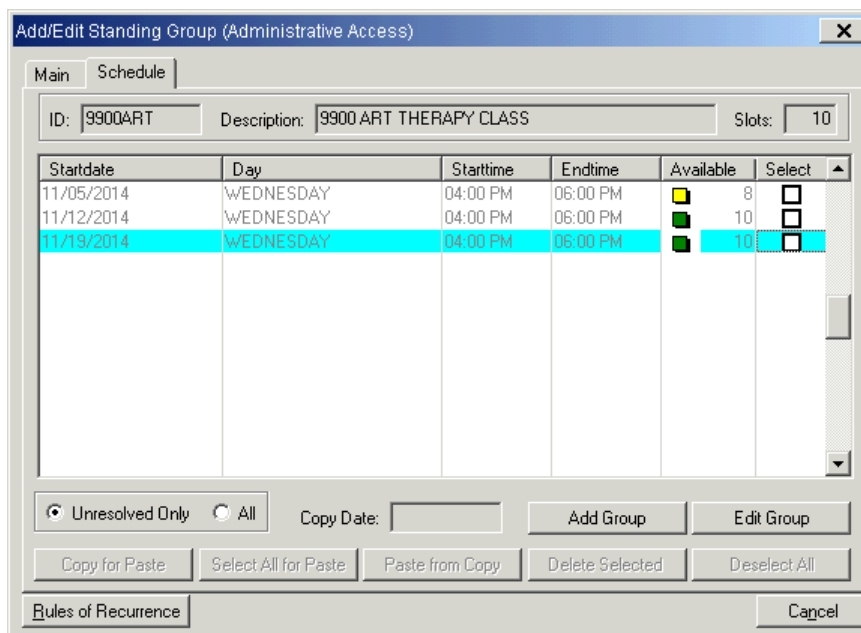 Add/Edit Standing Group (Administrative Access)
Main Schedule
ID: 9900ART Description: 9900 ART THERAPY CLASS Slots: 10
Startdate Day Starttime Endtime Available Select
11/05/2014 WEDNESDAY 04:00 PM 06:00 PM 8
11/12/2014 WEDNESDAY 04:00 PM 06:00 PM 10
11/19/2014 WEDNESDAY 04:00 PM 06:00 PM 10
Unresolved Only All Copy Date: Add Group Edit Group
Copy for Paste Select All for Paste Paste from Copy Delete Selected Deselect All
Rules of Recurrence Cancel